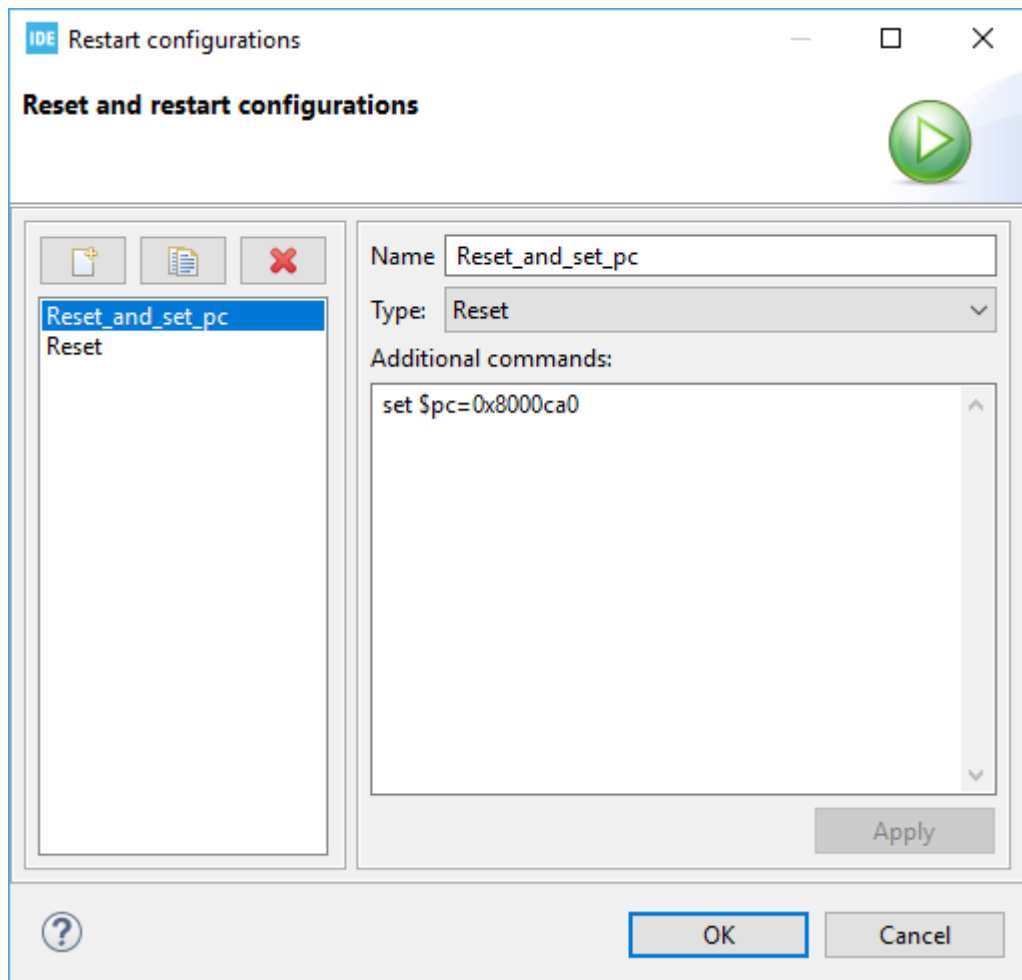 IDE Restart configurations
Reset and restart configurations
Reset_and_set_pc
Reset
Name Reset_and_set_pc
Type: Reset
Additional commands:
set $pc=0x8000ca0
Apply
? OK Cancel